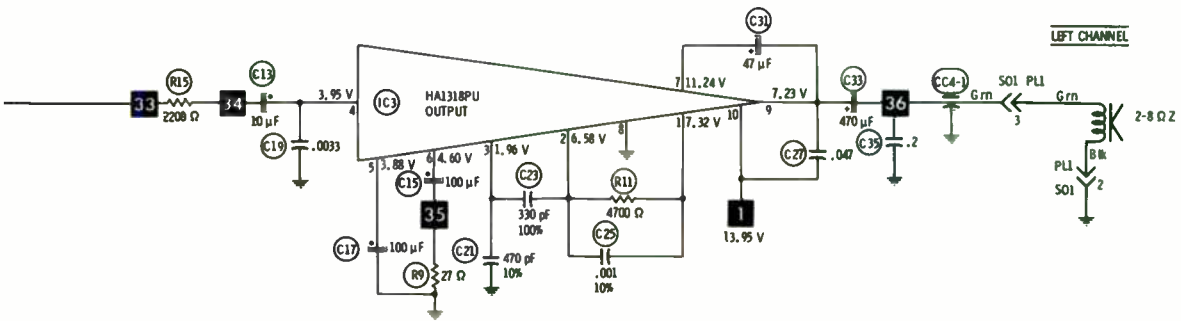 C31
LEFT CHANNEL
47 µF
R15
C13
7 11.24 V
C33
CC4-1
SO1 PL1
33
34
3.95 V
IC3
HA1318PU
OUTPUT
7.23 V
36
Grn
Grn
2208 Ω
10 µF
4
10
9
470 µF
3
2-8 Ω Z
C19
.0033
8
1 7.32 V
C27
.047
C35
.2
Blk
5 3.88 V
6 4.60 V
3 1.96 V
2 6.58 V
PL1
SO1
2
C15
100 µF
C23
R11
35
330 pF
100%
4700 Ω
1
C17
100 µF
C21
470 pF
10%
C25
13.95 V
R9
27 Ω
.001
10%